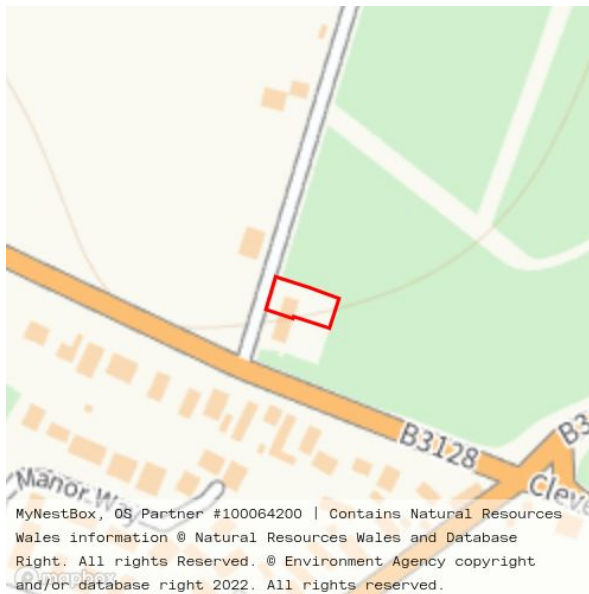 B3128
B3
Cleve
Manor Way
MyNestBox, OS Partner #100064200 | Contains Natural Resources
Wales information © Natural Resources Wales and Database
Right. All rights Reserved. © Environment Agency copyright
and/or database right 2022. All rights reserved.
mapbox